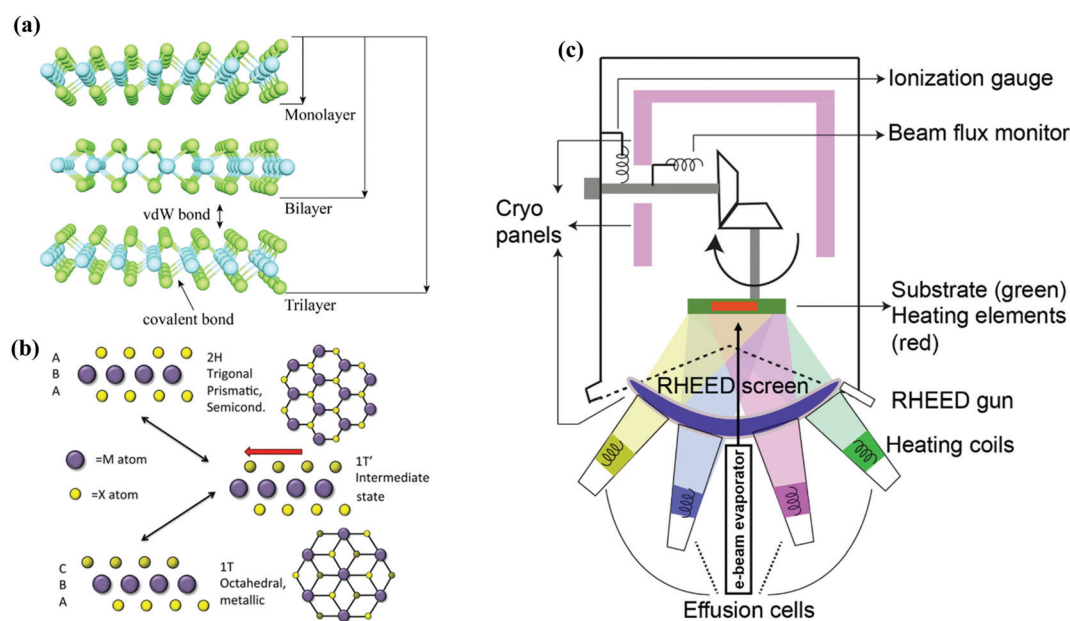 (a)
Monolayer
Bilayer
vdW bond
Trilayer
covalent bond
(b)
A
B
A
2H
Trigonal
Prismatic,
Semicond.
=M atom
=X atom
1T’
Intermediate
state
C
B
A
1T
Octahedral,
metallic
(c)
Ionization gauge
Beam flux monitor
Cryo
panels
Substrate (green)
Heating elements
(red)
RHEED screen
RHEED gun
Heating coils
e-beam evaporator
Effusion cells